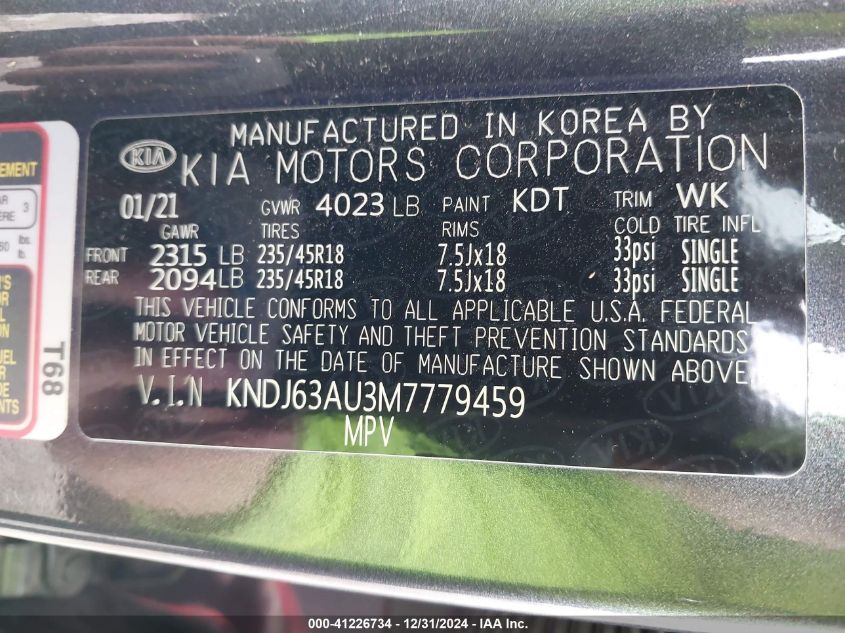 MANUFACTURED IN KOREA BY
KIA KIA MOTORS CORPORATION
01/21 GVWR 4023 LB PAINT KDT TRIM WK
GAWR TIRES RIMS COLD TIRE INFL
FRONT 2315 LB 235/45R18 7.5Jx18 33psi SINGLE
REAR 2094 LB 235/45R18 7.5Jx18 33psi SINGLE
THIS VEHICLE CONFORMS TO ALL APPLICABLE U.S.A. FEDERAL
MOTOR VEHICLE SAFETY AND THEFT PREVENTION STANDARDS
IN EFFECT ON THE DATE OF MANUFACTURE SHOWN ABOVE
V.I.N KNDJ63AU3M7779459
MPV
T68
000-41226734 - 12/31/2024 - IAA Inc.